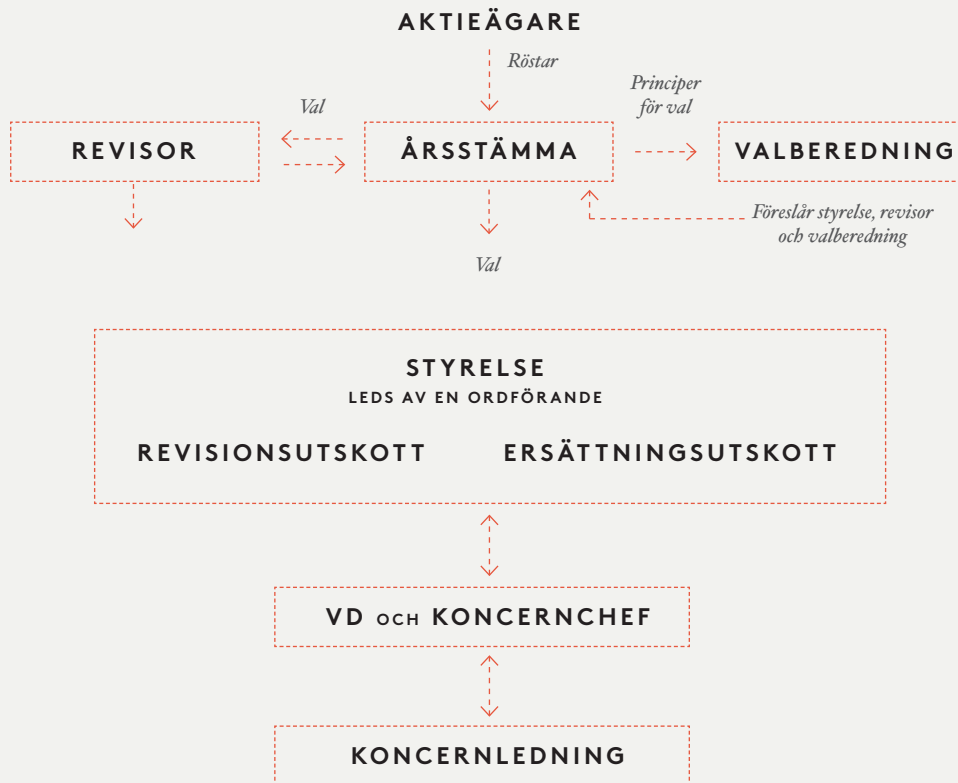 AKTIEÄGARE
Röstar
Principer
för val
Val
REVISOR
ÅRSSTÄMMA
VALBEREDNING
Föreslår styrelse, revisor
och valberedning
Val
STYRELSE
LEDS AV EN ORDFÖRANDE
REVISIONSUTSKOTT
ERSÄTTNINGSUTSKOTT
VD OCH KONCERNCHEF
KONCERNLEDNING